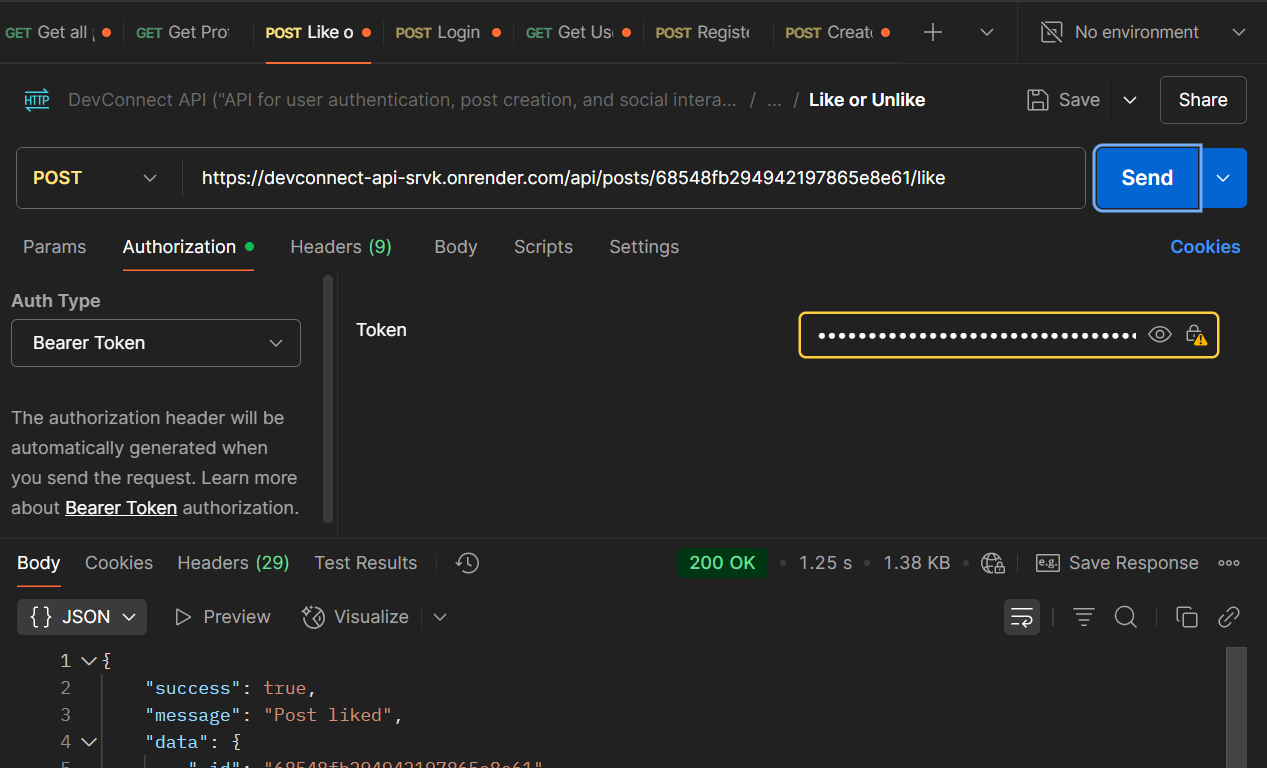 GET Get all GET Get Prof POST Like o POST Login GET Get Us POST Registe POST Creat No environment
HTTP DevConnect API ("API for user authentication, post creation, and social intera... / ... / Like or Unlike Save Share
POST https://devconnect-api-srvk.onrender.com/api/posts/68548fb294942197865e8e61/like Send
Params Authorization Headers (9) Body Scripts Settings Cookies
Auth Type
Bearer Token
Token
The authorization header will be
automatically generated when
you send the request. Learn more
about Bearer Token authorization.
Body Cookies Headers (29) Test Results 200 OK • 1.25 s • 1.38 KB • e.g. Save Response
{} JSON Preview Visualize
1 {
2 "success": true,
3 "message": "Post liked",
4 "data": {
5 "_id": "68548fb294942197865e8e61"